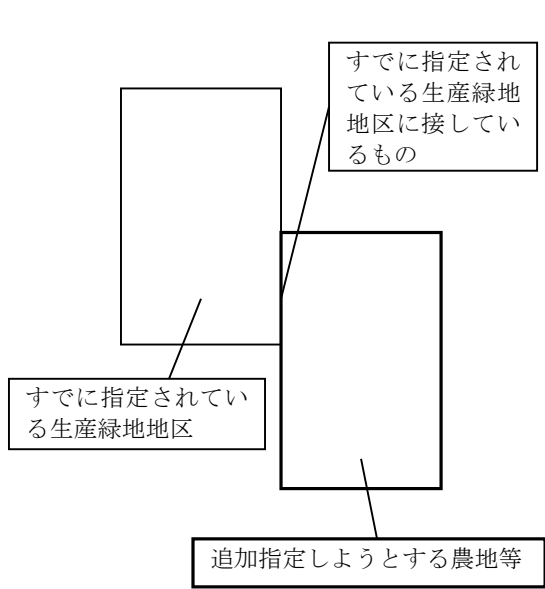 すでに指定され
ている生産緑地
地区に接してい
るもの
すでに指定されてい
る生産緑地地区
追加指定しようとする農地等